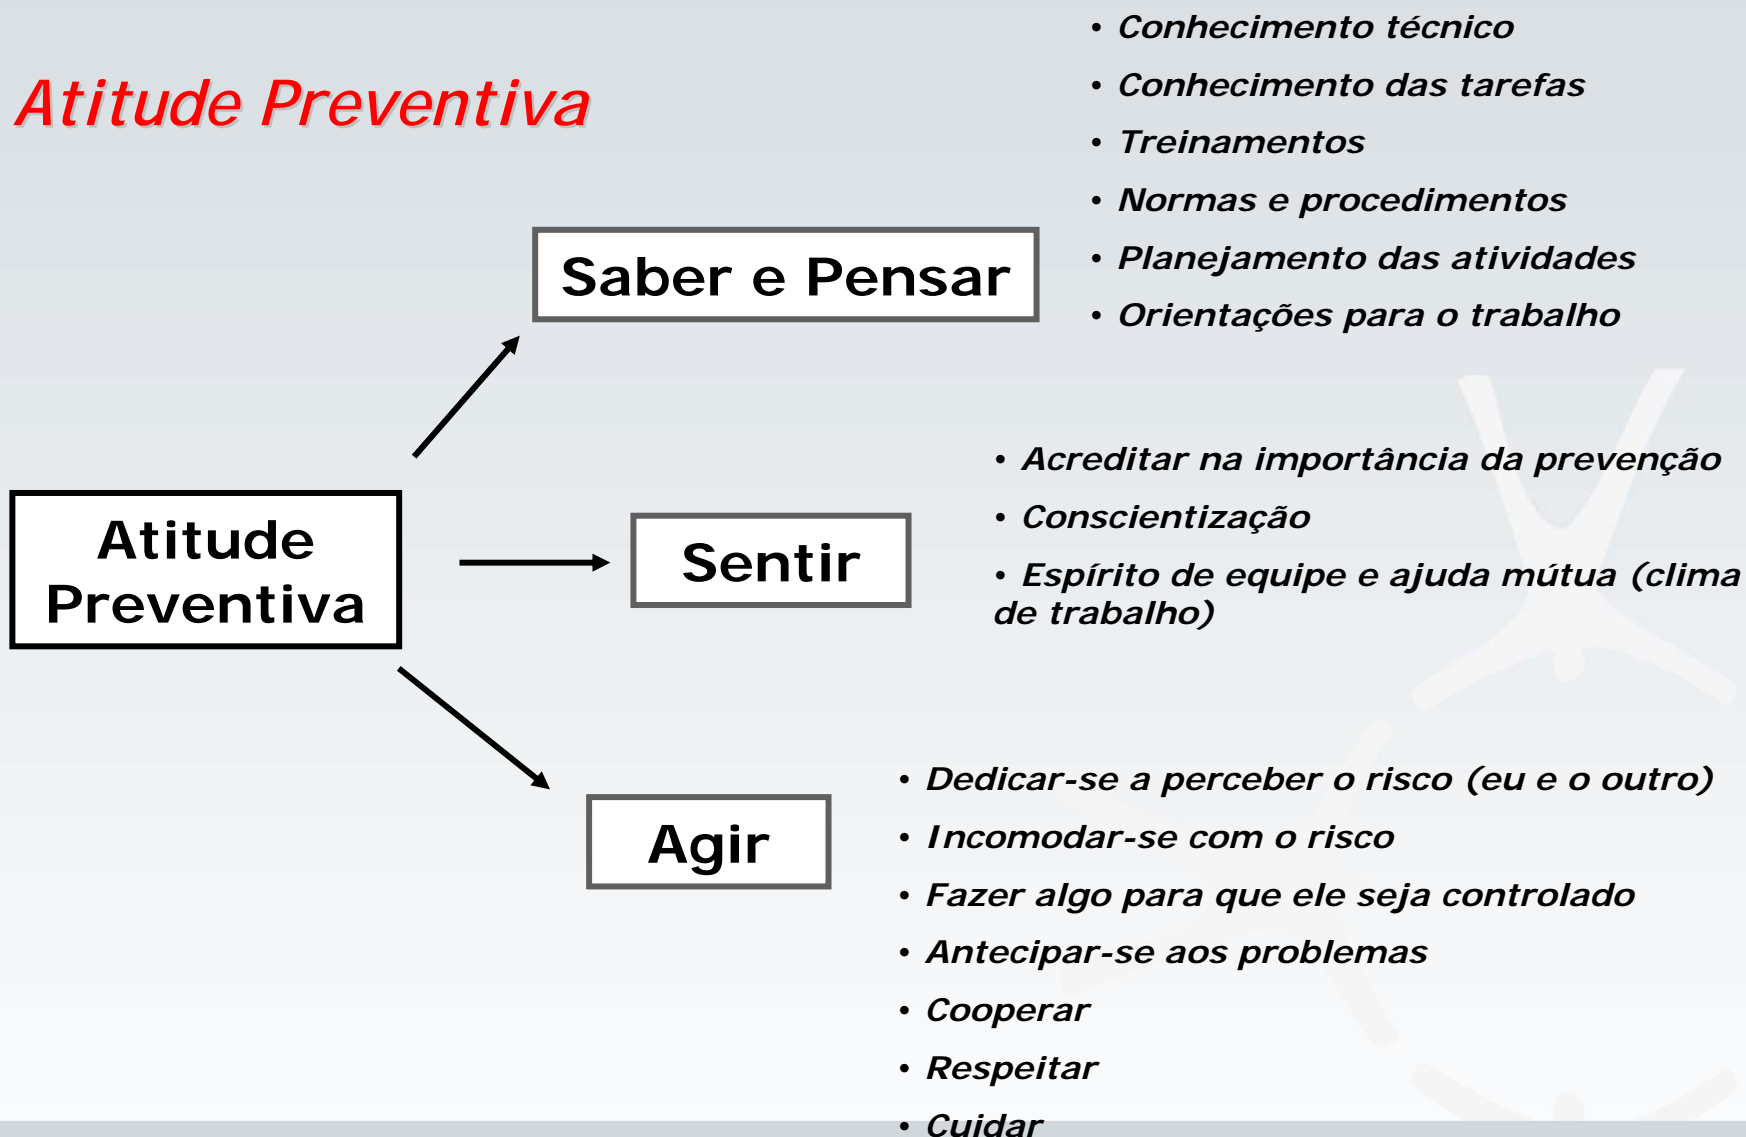 Atitude Preventiva
• Conhecimento técnico
• Conhecimento das tarefas
• Treinamentos
• Normas e procedimentos
• Planejamento das atividades
• Orientações para o trabalho
Saber e Pensar
Atitude
Preventiva
Sentir
• Acreditar na importância da prevenção
• Conscientização
• Espírito de equipe e ajuda mútua (clima
de trabalho)
Agir
• Dedicar-se a perceber o risco (eu e o outro)
• Incomodar-se com o risco
• Fazer algo para que ele seja controlado
• Antecipar-se aos problemas
• Cooperar
• Respeitar
• Cuidar